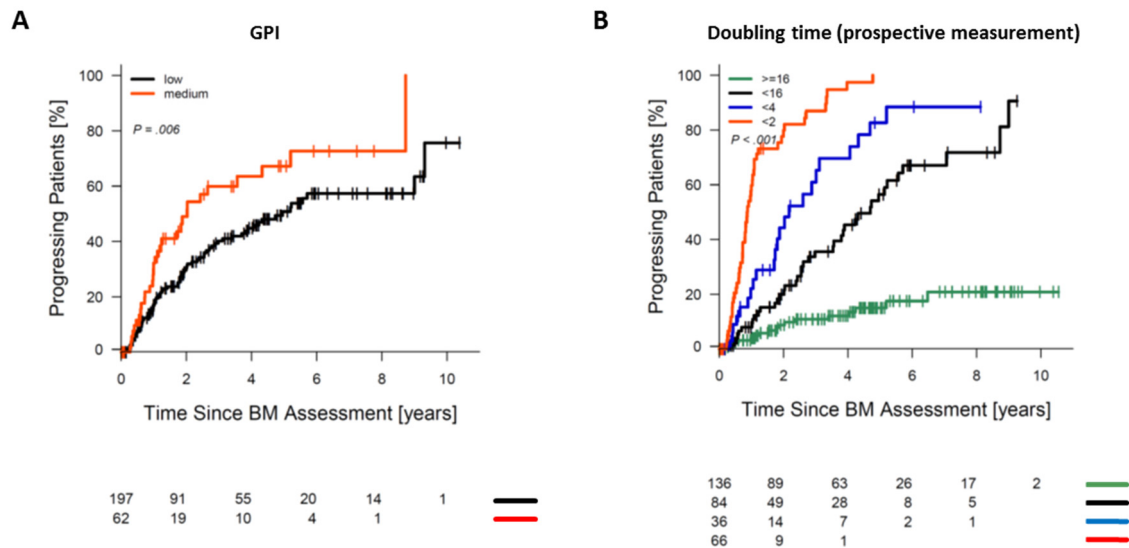 A
GPI
Progressing Patients [%]
100
80
60
40
20
0
low
medium
P = .006
0 2 4 6 8 10
Time Since BM Assessment [years]
197 91 55 20 14 1
62 19 10 4 1
B
Doubling time (prospective measurement)
Progressing Patients [%]
100
80
60
40
20
0
>=16
<16
<4
<2
P < .001
0 2 4 6 8 10
Time Since BM Assessment [years]
136 89 63 26 17 2
84 49 28 8 5
36 14 7 2 1
66 9 1